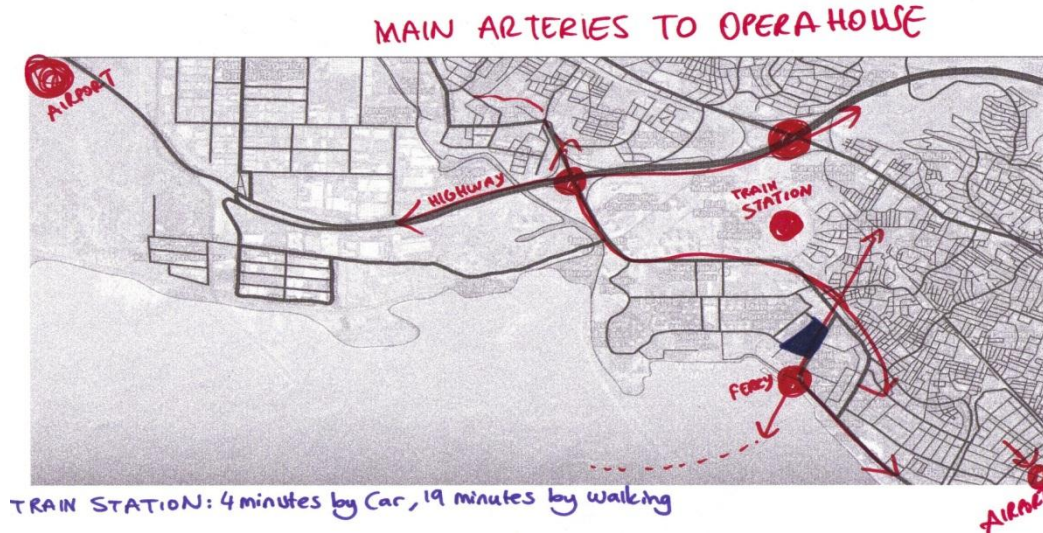 MAIN ARTERIES TO OPERA HOUSE
AIRPORT
HIGHWAY
TRAIN
STATION
FERRY
AIRPORT
TRAIN STATION: 4 minutes by Car, 19 minutes by walking